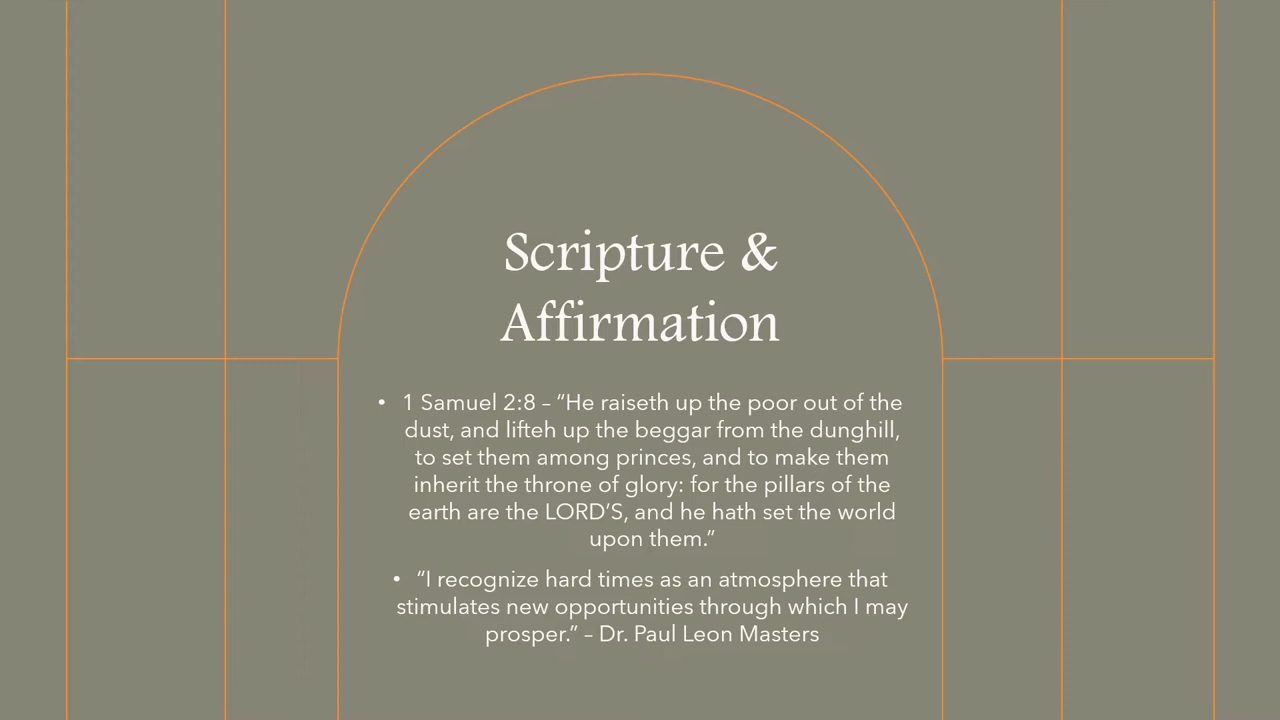 Scripture &
Affirmation
• 1 Samuel 2:8 – “He raiseth up the poor out of the
dust, and lifteh up the beggar from the dunghill,
to set them among princes, and to make them
inherit the throne of glory: for the pillars of the
earth are the LORD’S, and he hath set the world
upon them.”
• “I recognize hard times as an atmosphere that
stimulates new opportunities through which I may
prosper.” – Dr. Paul Leon Masters